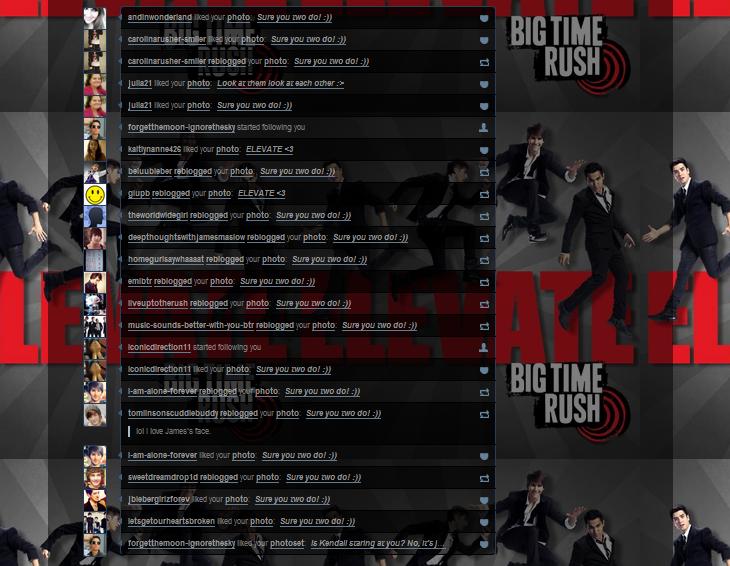 andinwonderland liked your photo: Sure you two do! :))
BIG TIME RUSH
carolinarusher-smiler liked your photo: Sure you two do! :))
carolinarusher-smiler reblogged your photo: Sure you two do! :))
julia21 liked your photo: Look at them look at each other :>
julia21 liked your photo: Sure you two do! :))
forgetthemoon-ignorethesky started following you
kaitlynanne426 liked your photo: ELEVATE <3
beluubieber reblogged your photo: Sure you two do! :))
glupb reblogged your photo: ELEVATE <3
theworldwidegirl reblogged your photo: Sure you two do! :))
deepthoughtswithjamesmaslow reblogged your photo: Sure you two do! :))
homegurlsaywhaaaat reblogged your photo: Sure you two do! :))
emibtr reblogged your photo: Sure you two do! :))
liveuptotherush reblogged your photo: Sure you two do! :))
ELEVATE
music-sounds-better-with-you-btr reblogged your photo: Sure you two do! :))
iconicdirection11 started following you
iconicdirection11 liked your photo: Sure you two do! :))
BIG TIME RUSH
i-am-alone-forever reblogged your photo: Sure you two do! :))
tomlinsonscuddlebuddy reblogged your photo: Sure you two do! :))
lol I love James's face.
i-am-alone-forever liked your photo: Sure you two do! :))
sweetdreamdrop1d reblogged your photo: Sure you two do! :))
jbiebergirlzforev liked your photo: Sure you two do! :))
letsgetourheartsbroken liked your photo: Sure you two do! :))
forgetthemoon-ignorethesky liked your photoset: Is Kendall staring at you? No, it's j...